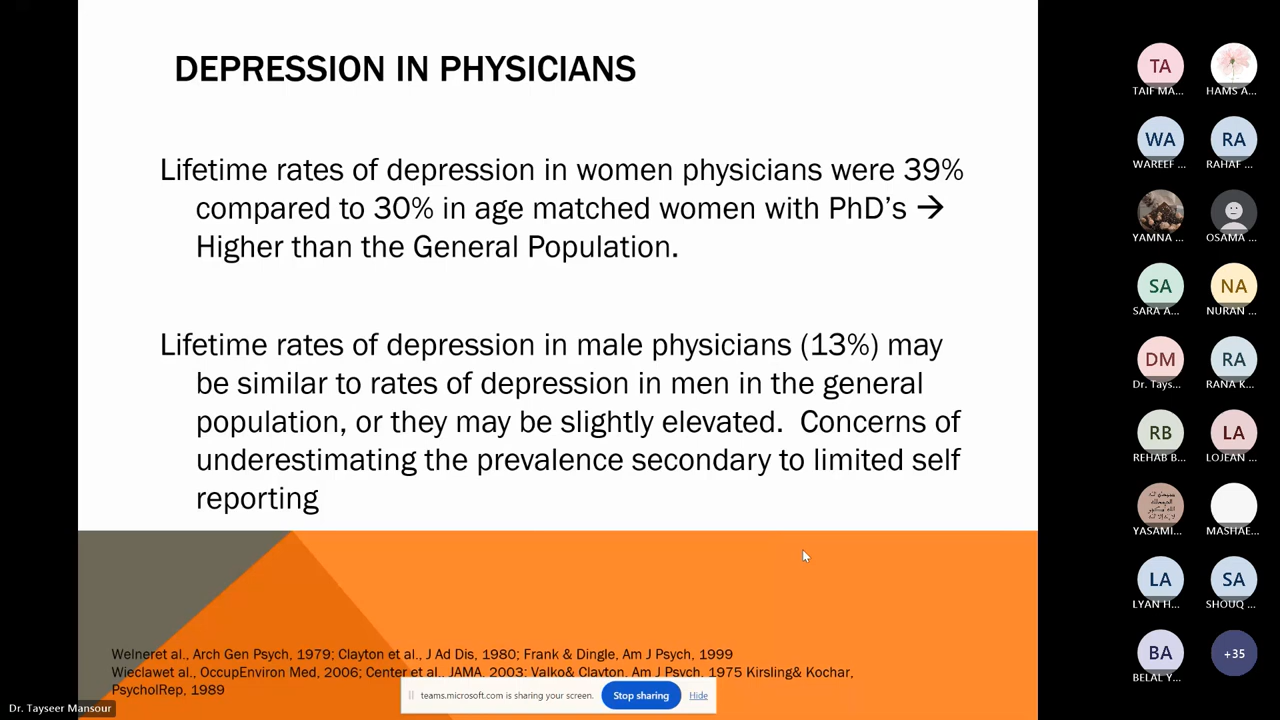 DEPRESSION IN PHYSICIANS
Lifetime rates of depression in women physicians were 39%
compared to 30% in age matched women with PhD’s →
Higher than the General Population.
Lifetime rates of depression in male physicians (13%) may
be similar to rates of depression in men in the general
population, or they may be slightly elevated.  Concerns of
underestimating the prevalence secondary to limited self
reporting
Welneret al., Arch Gen Psych, 1979; Clayton et al., J Ad Dis, 1980; Frank & Dingle, Am J Psych, 1999
Wieclawet al., OccupEnviron Med, 2006; Center et al., JAMA, 2003; Valko& Clayton, Am J Psych, 1975 Kirsling& Kochar,
PsycholRep, 1989
teams.microsoft.com is sharing your screen.
Stop sharing
Hide
Dr. Tayseer Mansour
TA
TAIF MA...
HAMS A...
WA
WAREEF ...
RA
RAHAF ...
YAMNA ...
OSAMA ...
SA
SARA A...
NA
NURAN ...
DM
Dr. Tays...
RA
RANA K...
RB
REHAB B...
LA
LOJEAN ...
YASAMI...
MASHAE...
LA
LYAN H...
SA
SHOUQ ...
BA
BELAL Y...
+35